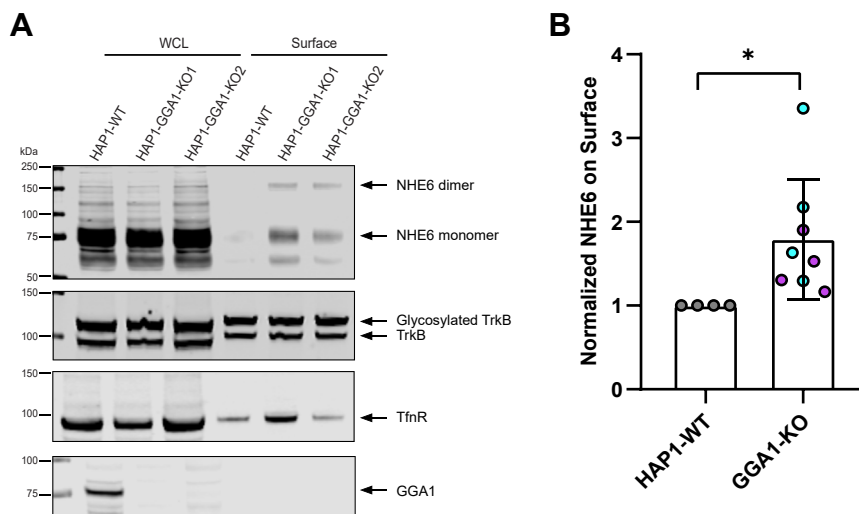 A
WCL Surface
HAP1-WT HAP1-GGA1-KO1 HAP1-GGA1-KO2 HAP1-WT HAP1-GGA1-KO1 HAP1-GGA1-KO2
kDa
250
150 NHE6 dimer
100
75 NHE6 monomer
50
150
Glycosylated TrkB
100 TrkB
150
100 TfnR
100
75 GGA1
B
Normalized NHE6 on Surface
4
*
3
2
1
0
HAP1-WT GGA1-KO